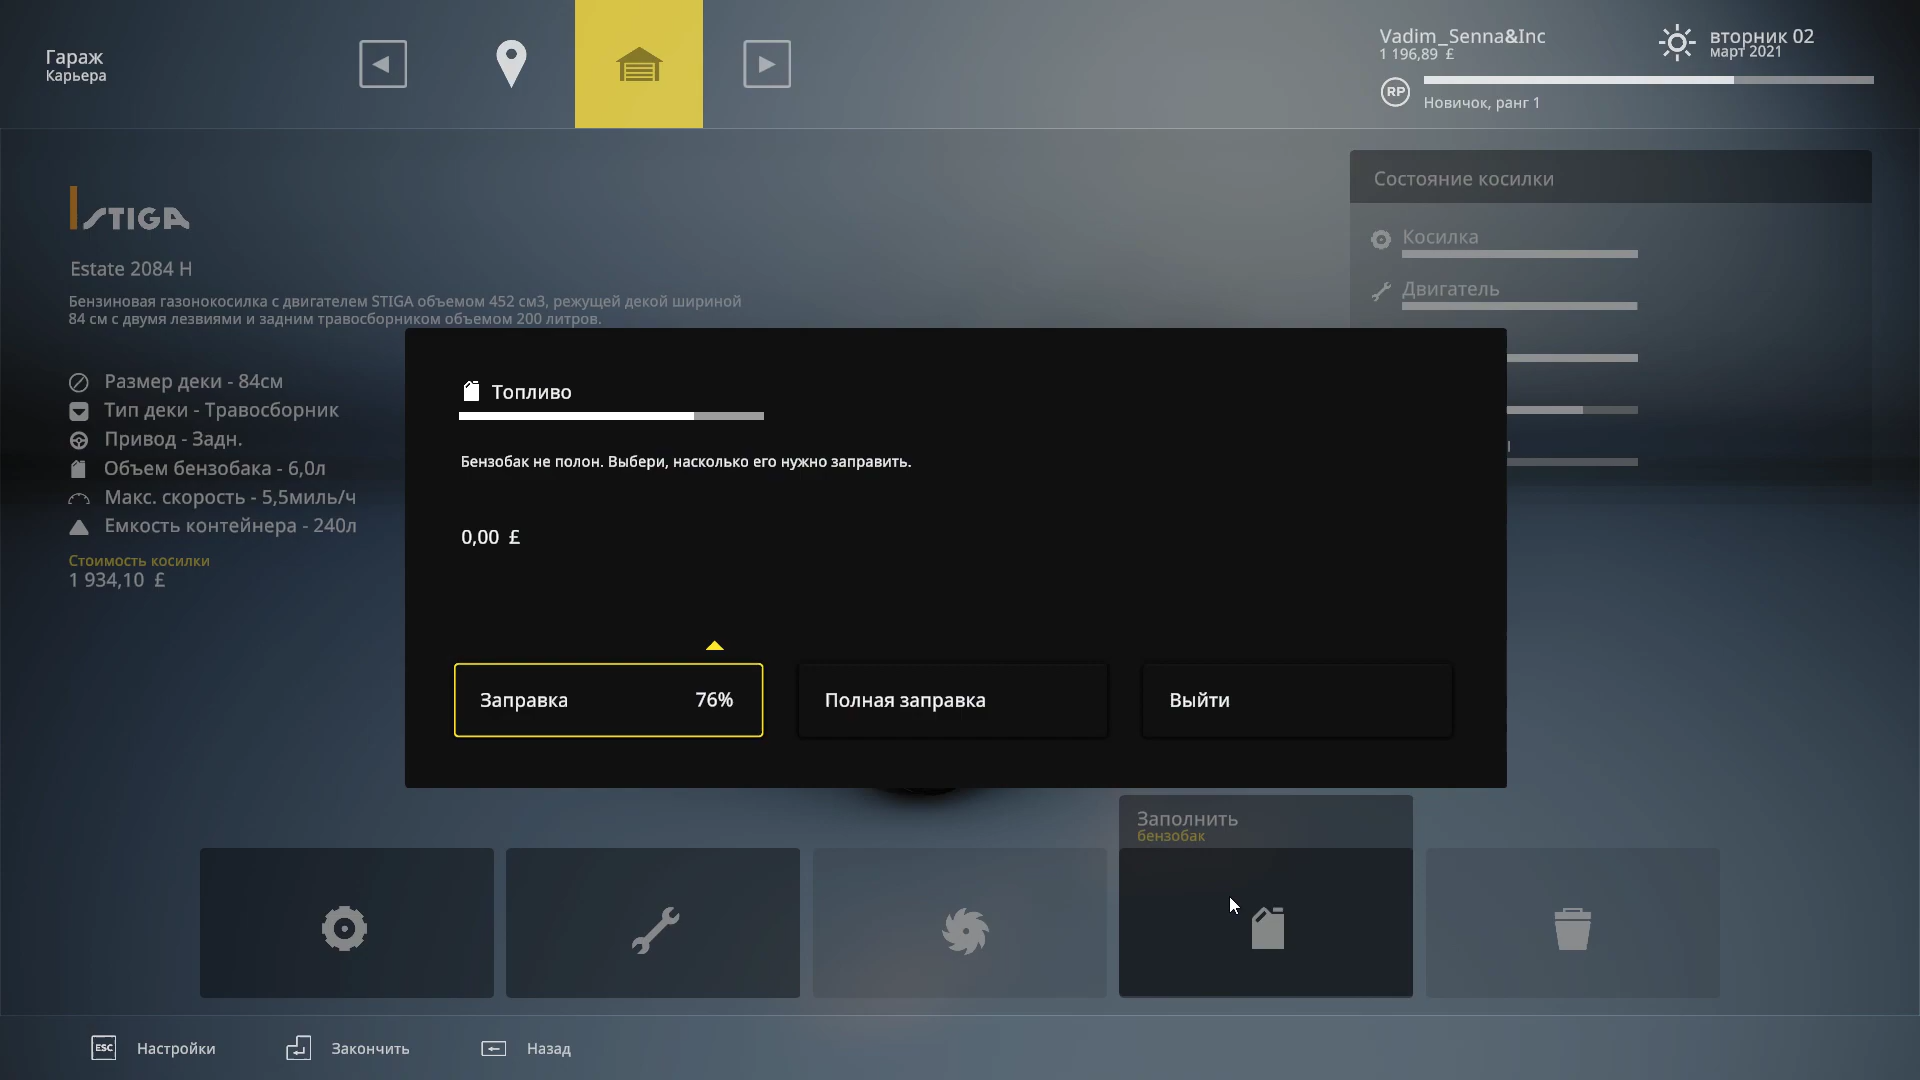 Гараж
Карьера
Vadim_Senna&Inc
1 196,89 £
вторник 02
март 2021
RP
Новичок, ранг 1
STIGA
Estate 2084 H
Бензиновая газонокосилка с двигателем STIGA объемом 452 см3, режущей декой шириной
84 см с двумя лезвиями и задним травосборником объемом 200 литров.
Размер деки - 84см
Тип деки - Травосборник
Привод - Задн.
Объем бензобака - 6,0л
Макс. скорость - 5,5миль/ч
Емкость контейнера - 240л
Стоимость косилки
1 934,10 £
Состояние косилки
Косилка
Двигатель
Топливо
Бензобак не полон. Выбери, насколько его нужно заправить.
0,00 £
Заправка 76%
Полная заправка
Выйти
Заполнить
бензобак
ESC Настройки
Закончить
Назад